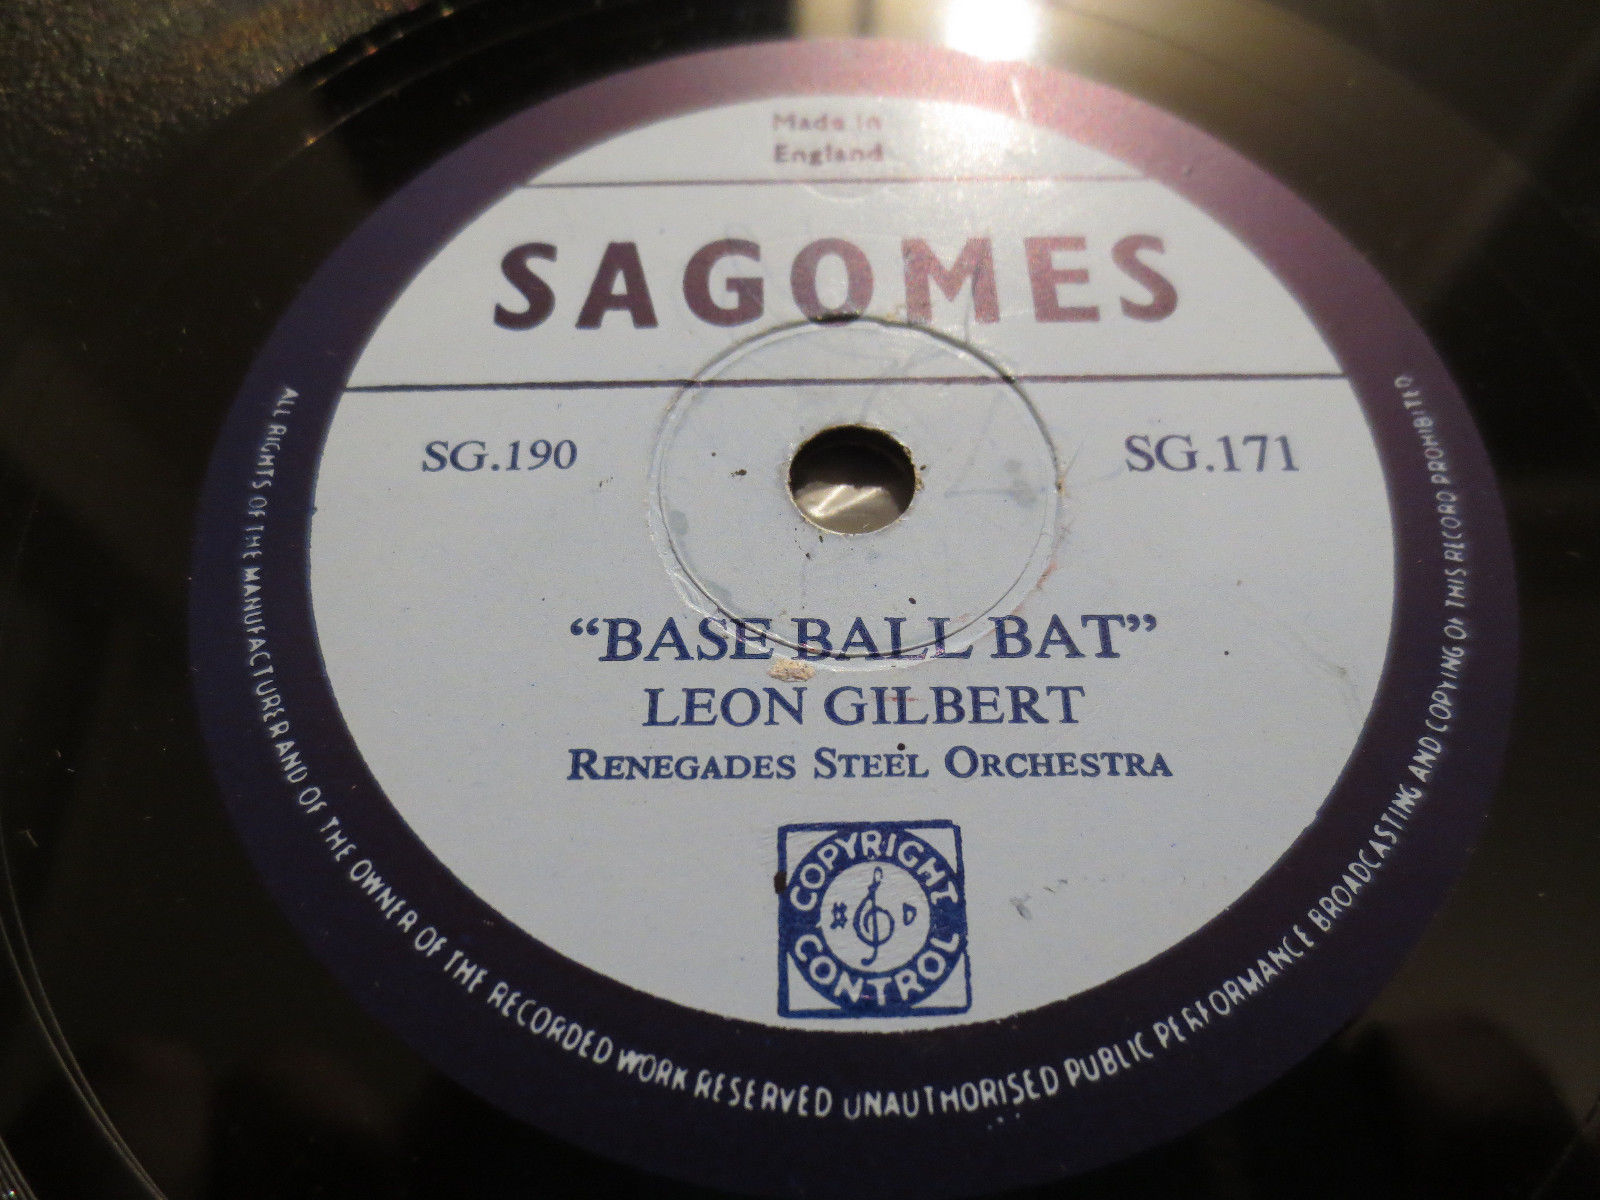 Made in
England
SAGOMES
SG.190
SG.171
“BASE BALL BAT”
LEON GILBERT
RENEGADES STEEL ORCHESTRA
COPYRIGHT
D
CONTROL
ALL RIGHTS OF THE MANUFACTURER AND OF THE OWNER OF THE RECORDED WORK RESERVED UNAUTHORISED PUBLIC PERFORMANCE BROADCASTING AND COPYING OF THIS RECORD PROHIBITED